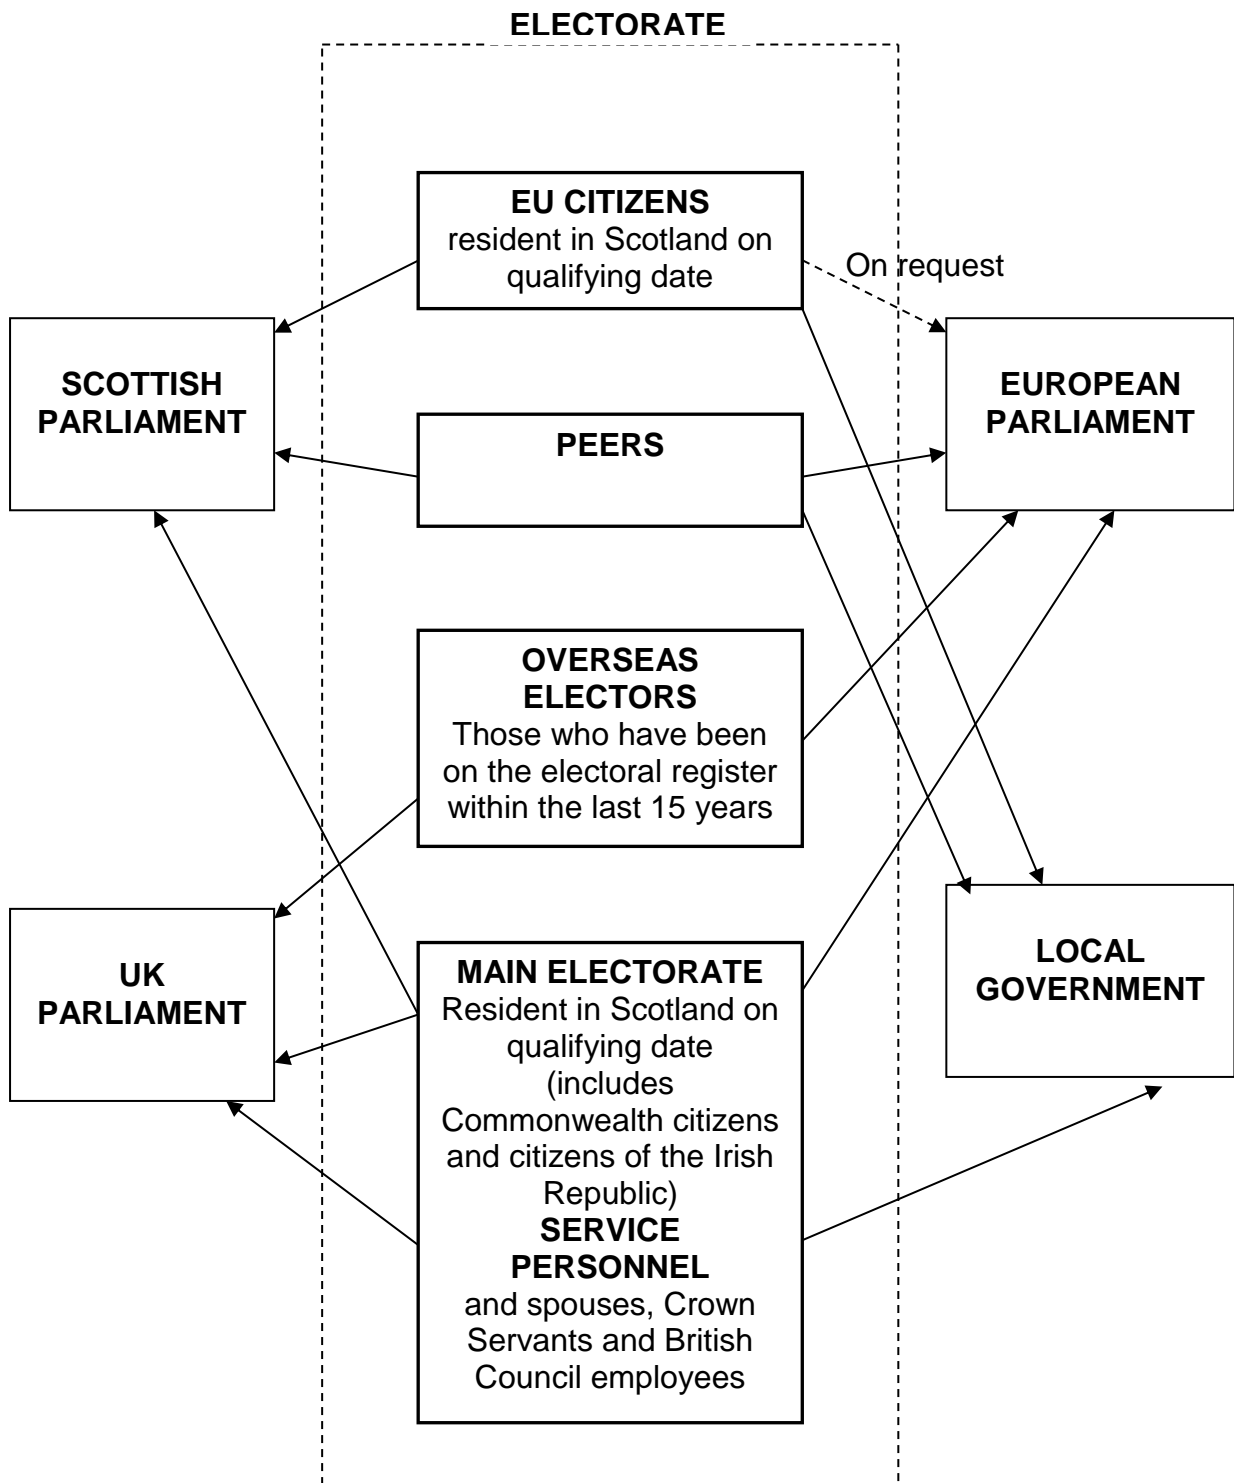 ELECTORATE
EU CITIZENS
resident in Scotland on
qualifying date
On request
SCOTTISH
PARLIAMENT
EUROPEAN
PARLIAMENT
PEERS
OVERSEAS
ELECTORS
Those who have been
on the electoral register
within the last 15 years
UK
PARLIAMENT
MAIN ELECTORATE
Resident in Scotland on
qualifying date
(includes
Commonwealth citizens
and citizens of the Irish
Republic)
SERVICE
PERSONNEL
and spouses, Crown
Servants and British
Council employees
LOCAL
GOVERNMENT